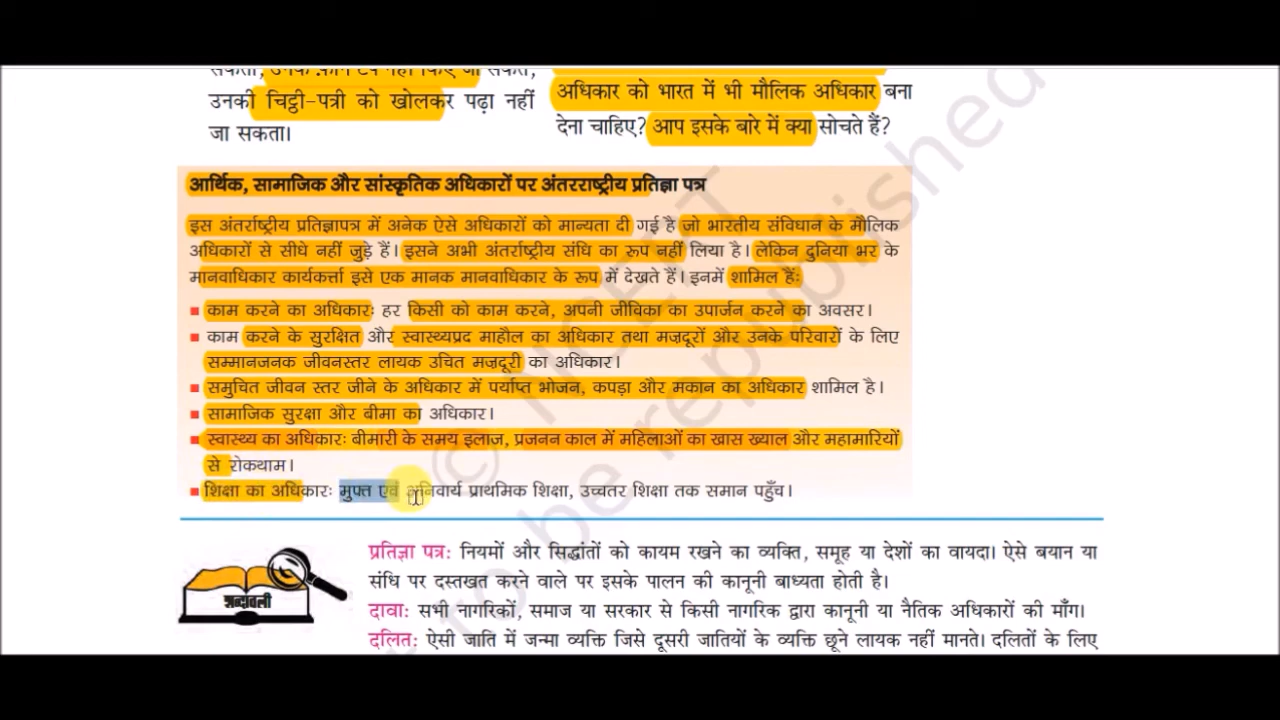 सकता, उनके फ़ोन टेप नहीं किए जा सकते,
उनकी चिट्ठी-पत्री को खोलकर पढ़ा नहीं
जा सकता।
अधिकार को भारत में भी मौलिक अधिकार बना
देना चाहिए? आप इसके बारे में क्या सोचते हैं?
आर्थिक, सामाजिक और सांस्कृतिक अधिकारों पर अंतरराष्ट्रीय प्रतिज्ञा पत्र
इस अंतर्राष्ट्रीय प्रतिज्ञापत्र में अनेक ऐसे अधिकारों को मान्यता दी गई है जो भारतीय संविधान के मौलिक
अधिकारों से सीधे नहीं जुड़े हैं। इसने अभी अंतर्राष्ट्रीय संधि का रूप नहीं लिया है। लेकिन दुनिया भर के
मानवाधिकार कार्यकर्त्ता इसे एक मानक मानवाधिकार के रूप में देखते हैं। इनमें शामिल हैंः
■ काम करने का अधिकारः हर किसी को काम करने, अपनी जीविका का उपार्जन करने का अवसर।
■ काम करने के सुरक्षित और स्वास्थ्यप्रद माहौल का अधिकार तथा मज़दूरों और उनके परिवारों के लिए
सम्मानजनक जीवनस्तर लायक उचित मज़दूरी का अधिकार।
■ समुचित जीवन स्तर जीने के अधिकार में पर्याप्त भोजन, कपड़ा और मकान का अधिकार शामिल है।
■ सामाजिक सुरक्षा और बीमा का अधिकार।
■ स्वास्थ्य का अधिकारः बीमारी के समय इलाज, प्रजनन काल में महिलाओं का खास ख्याल और महामारियों
से रोकथाम।
■ शिक्षा का अधिकारः मुफ्त एवं अनिवार्य प्राथमिक शिक्षा, उच्चतर शिक्षा तक समान पहुँच।
शब्दावली
प्रतिज्ञा पत्र: नियमों और सिद्धांतों को कायम रखने का व्यक्ति, समूह या देशों का वायदा। ऐसे बयान या
संधि पर दस्तखत करने वाले पर इसके पालन की कानूनी बाध्यता होती है।
दावा: सभी नागरिकों, समाज या सरकार से किसी नागरिक द्वारा कानूनी या नैतिक अधिकारों की माँग।
दलित: ऐसी जाति में जन्मा व्यक्ति जिसे दूसरी जातियों के व्यक्ति छूने लायक नहीं मानते। दलितों के लिए
© NCERT
to be republished